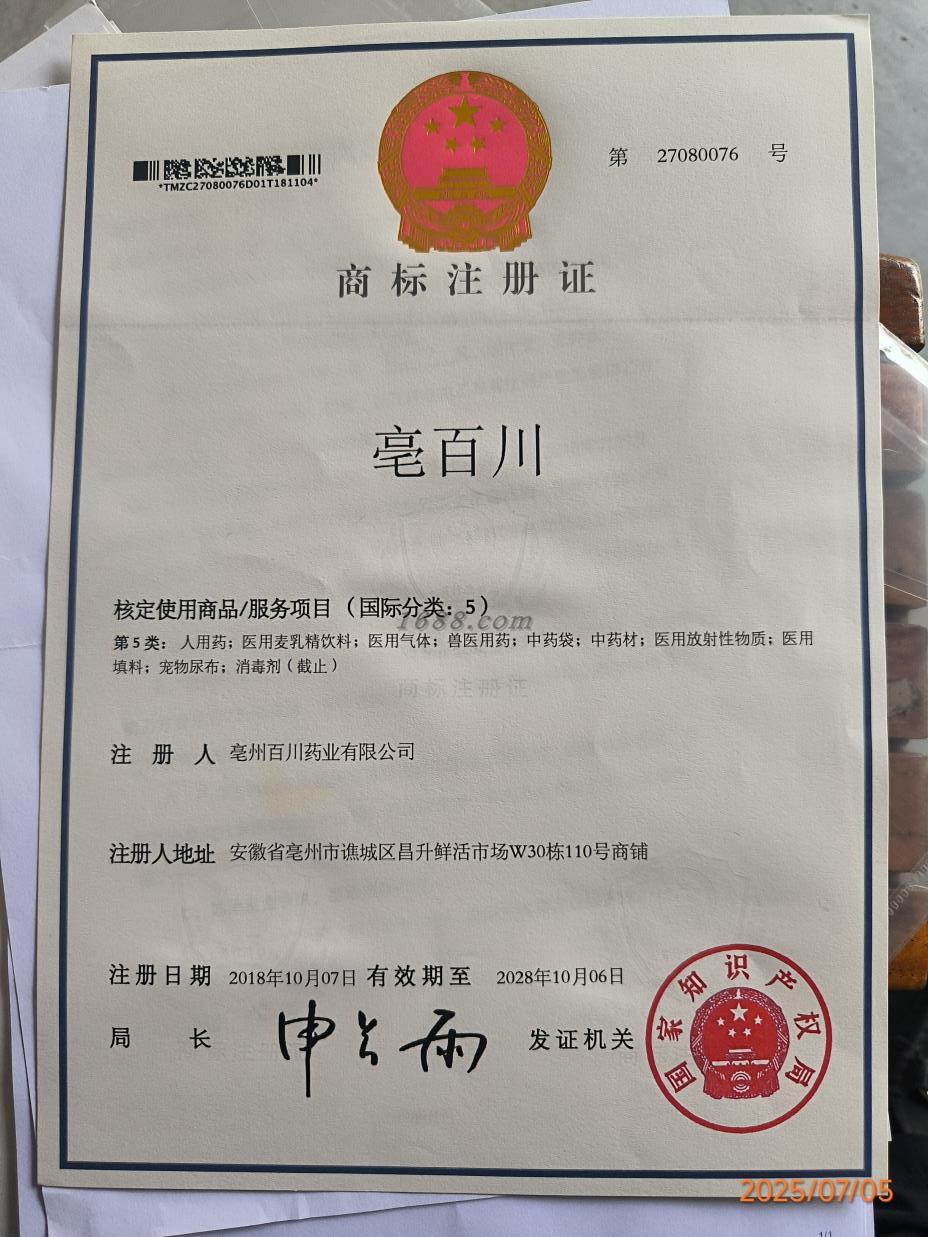 第 27080076 号
*TMZC27080076D01T181104*
商标注册证
亳百川
核定使用商品/服务项目（国际分类：5）
1688.com
第5类： 人用药；医用麦乳精饮料；医用气体；兽医用药；中药袋；中药材；医用放射性物质；医用
填料；宠物尿布；消毒剂（截止）
商标注册证
注 册 人 亳州百川药业有限公司
注册人地址 安徽省亳州市谯城区昌升鲜活市场W30栋110号商铺
注册日期 2018年10月07日 有效期至 2028年10月06日
局 长 申长雨 发证机关
国家知识产权局
2025/07/05
1/1